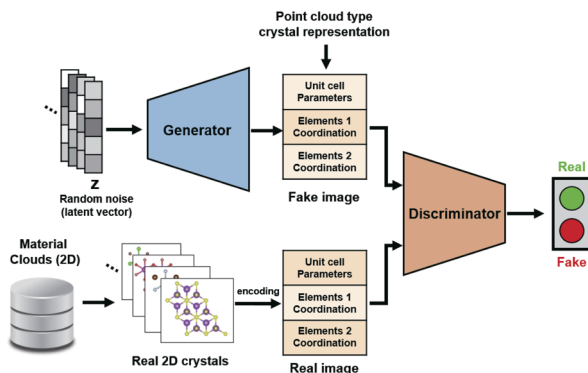 Point cloud type
crystal representation
Unit cell
Parameters
Elements 1
Coordination
Elements 2
Coordination
Fake image
Generator
z
Random noise
(latent vector)
Discriminator
Real
Fake
Material
Clouds (2D)
Real 2D crystals
encoding
Unit cell
Parameters
Elements 1
Coordination
Elements 2
Coordination
Real image